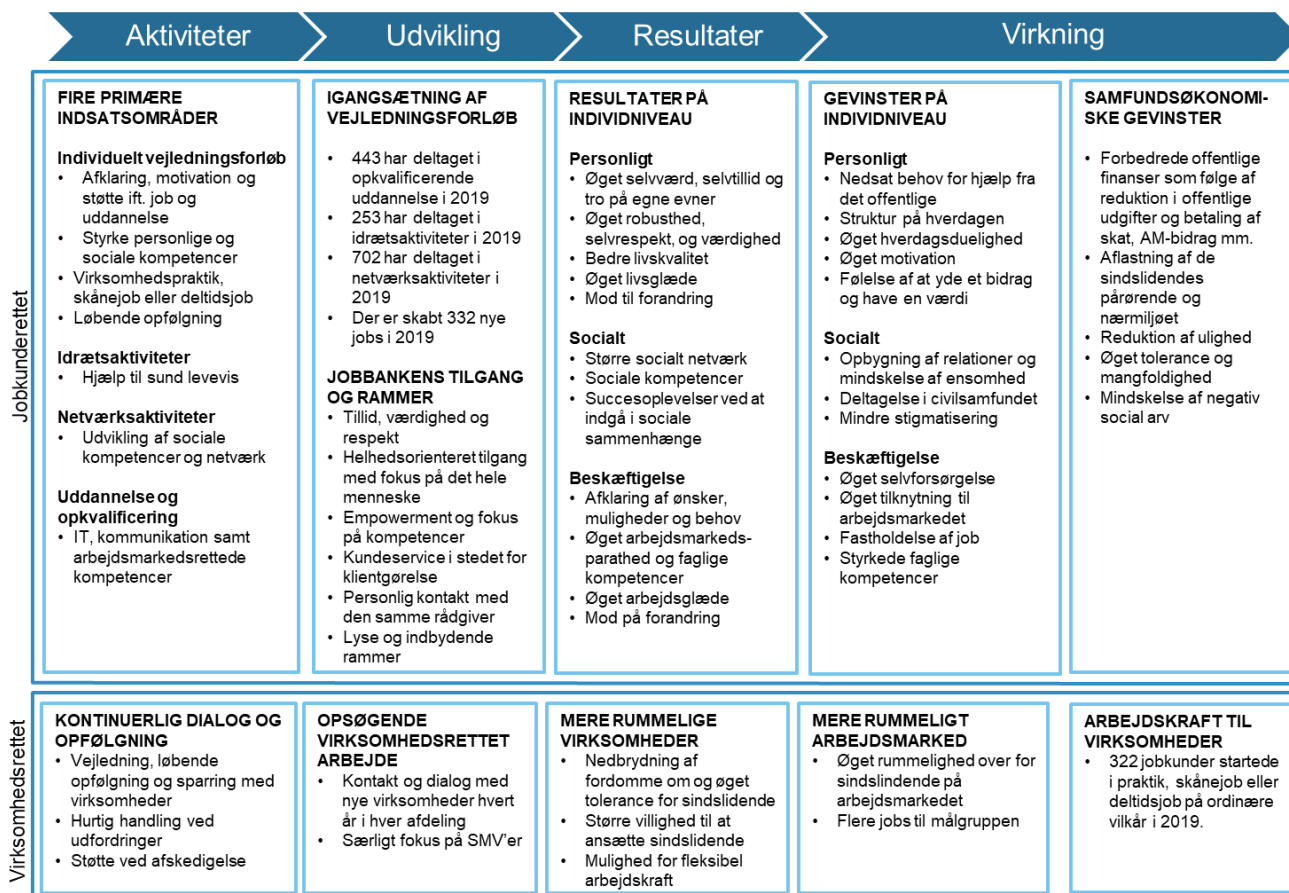 Aktiviteter
Udvikling
Resultater
Virkning
Jobkunderettet
FIRE PRIMÆRE
INDSATSOMRÅDER
Individuelt vejledningsforløb
• Afklaring, motivation og
støtte ift. job og
uddannelse
• Styrke personlige og
sociale kompetencer
• Virksomhedspraktik,
skånejob eller deltidsjob
• Løbende opfølgning
Idrætsaktiviteter
• Hjælp til sund levevis
Netværksaktiviteter
• Udvikling af sociale
kompetencer og netværk
Uddannelse og
opkvalificering
• IT, kommunikation samt
arbejdsmarkedsrettede
kompetencer
IGANGSÆTNING AF
VEJLEDNINGSFORLØB
• 443 har deltaget i
opkvalificerende
uddannelse i 2019
• 253 har deltaget i
idrætsaktiviteter i 2019
• 702 har deltaget i
netværksaktiviteter i
2019
• Der er skabt 332 nye
jobs i 2019
JOBBANKENS TILGANG
OG RAMMER
• Tillid, værdighed og
respekt
• Helhedsorienteret tilgang
med fokus på det hele
menneske
• Empowerment og fokus
på kompetencer
• Kundeservice i stedet for
klientgørelse
• Personlig kontakt med
den samme rådgiver
• Lyse og indbydende
rammer
RESULTATER PÅ
INDIVIDNIVEAU
Personligt
• Øget selvværd, selvtillid og
tro på egne evner
• Øget robusthed,
selvrespekt, og værdighed
• Bedre livskvalitet
• Øget livsglæde
• Mod til forandring
Socialt
• Større socialt netværk
• Sociale kompetencer
• Succesoplevelser ved at
indgå i sociale
sammenhænge
Beskæftigelse
• Afklaring af ønsker,
muligheder og behov
• Øget arbejdsmarkeds-
parathed og faglige
kompetencer
• Øget arbejdsglæde
• Mod på forandring
GEVINSTER PÅ
INDIVIDNIVEAU
Personligt
• Nedsat behov for hjælp fra
det offentlige
• Struktur på hverdagen
• Øget hverdagsduelighed
• Øget motivation
• Følelse af at yde et bidrag
og have en værdi
Socialt
• Opbygning af relationer og
mindskelse af ensomhed
• Deltagelse i civilsamfundet
• Mindre stigmatisering
Beskæftigelse
• Øget selvforsørgelse
• Øget tilknytning til
arbejdsmarkedet
• Fastholdelse af job
• Styrkede faglige
kompetencer
SAMFUNDSØKONOMI-
SKE GEVINSTER
• Forbedrede offentlige
finanser som følge af
reduktion i offentlige
udgifter og betaling af
skat, AM-bidrag mm.
• Aflastning af de
sindslidendes
pårørende og
nærmiljøet
• Reduktion af ulighed
• Øget tolerance og
mangfoldighed
• Mindskelse af negativ
social arv
Virksomhedsrettet
KONTINUERLIG DIALOG OG
OPFØLGNING
• Vejledning, løbende
opfølgning og sparring med
virksomheder
• Hurtig handling ved
udfordringer
• Støtte ved afskedigelse
OPSØGENDE
VIRKSOMHEDSRETTET
ARBEJDE
• Kontakt og dialog med
nye virksomheder hvert
år i hver afdeling
• Særligt fokus på SMV'er
MERE RUMMELIGE
VIRKSOMHEDER
• Nedbrydning af
fordomme om og øget
tolerance for sindslidende
• Større villighed til at
ansætte sindslidende
• Mulighed for fleksibel
arbejdskraft
MERE RUMMELIGT
ARBEJDSMARKED
• Øget rummelighed over for
sindslindende på
arbejdsmarkedet
• Flere jobs til målgruppen
ARBEJDSKRAFT TIL
VIRKSOMHEDER
• 322 jobkunder startede
i praktik, skånejob eller
deltidsjob på ordinære
vilkår i 2019.